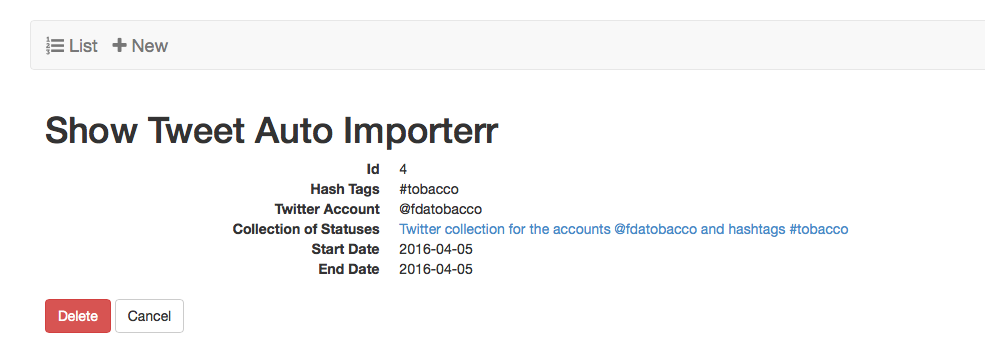 List New
Show Tweet Auto Importerr
Id 4
Hash Tags #tobacco
Twitter Account @fdatobacco
Collection of Statuses Twitter collection for the accounts @fdatobacco and hashtags #tobacco
Start Date 2016-04-05
End Date 2016-04-05
Delete Cancel